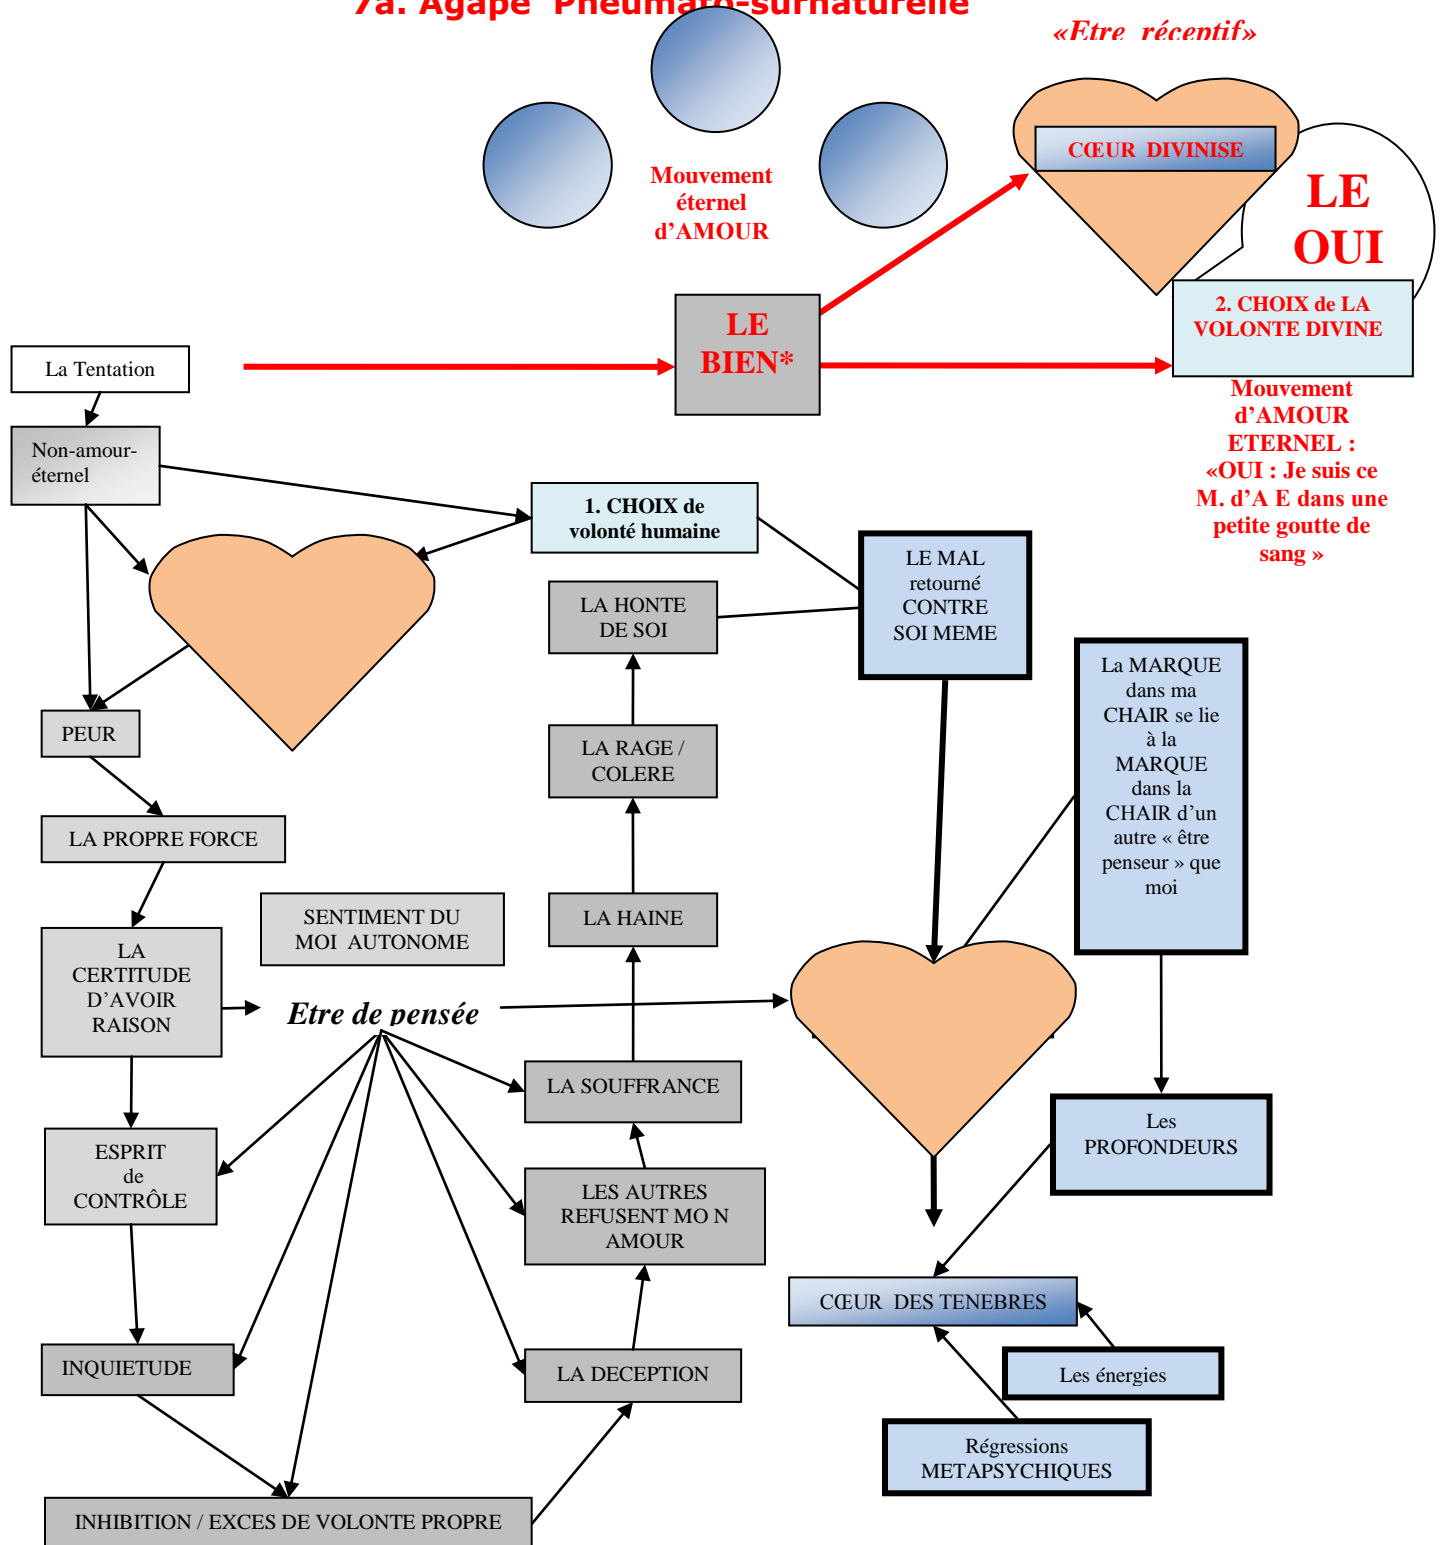 7a. Agapè Pneumato-surnaturelle
«Etre réceptif»
Mouvement
éternel
d’AMOUR
CŒUR DIVINISE
LE
OUI
2. CHOIX de LA
VOLONTE DIVINE
LE
BIEN*
Mouvement
d’AMOUR
ETERNEL :
«OUI : Je suis ce
M. d’A E dans une
petite goutte de
sang »
La Tentation
Non-amour-
éternel
1. CHOIX de
volonté humaine
LE MAL
retourné
CONTRE
SOI MEME
LA HONTE
DE SOI
La MARQUE
dans ma
CHAIR se lie
à la
MARQUE
dans la
CHAIR d’un
autre « être
penseur » que
moi
PEUR
LA RAGE /
COLERE
LA PROPRE FORCE
SENTIMENT DU
MOI AUTONOME
LA HAINE
LA
CERTITUDE
D’AVOIR
RAISON
Etre de pensée
LA SOUFFRANCE
Les
PROFONDEURS
ESPRIT
de
CONTRÔLE
LES AUTRES
REFUSENT MO N
AMOUR
CŒUR DES TENEBRES
INQUIETUDE
LA DECEPTION
Les énergies
Régressions
METAPSYCHIQUES
INHIBITION / EXCES DE VOLONTE PROPRE